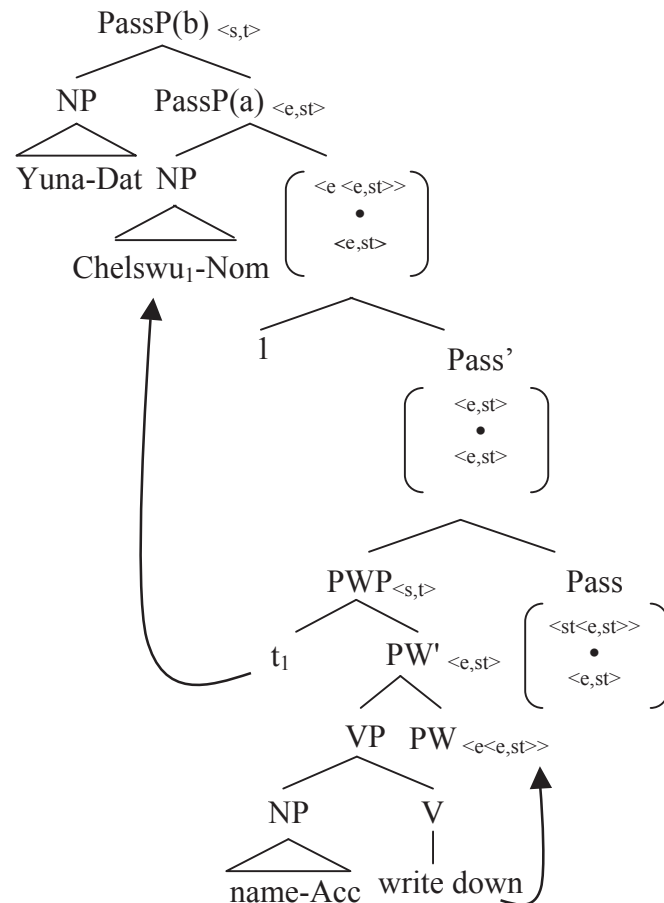 PassP(b) <s,t>
NP PassP(a) <e,st>
Yuna-Dat NP
<e <e,st>>
•
<e,st>
Chelswu₁-Nom
1 Pass’
<e,st>
•
<e,st>
PWP<s,t> Pass
<st<e,st>>
•
<e,st>
t₁ PW' <e,st>
VP PW <e<e,st>>
NP V
name-Acc write down